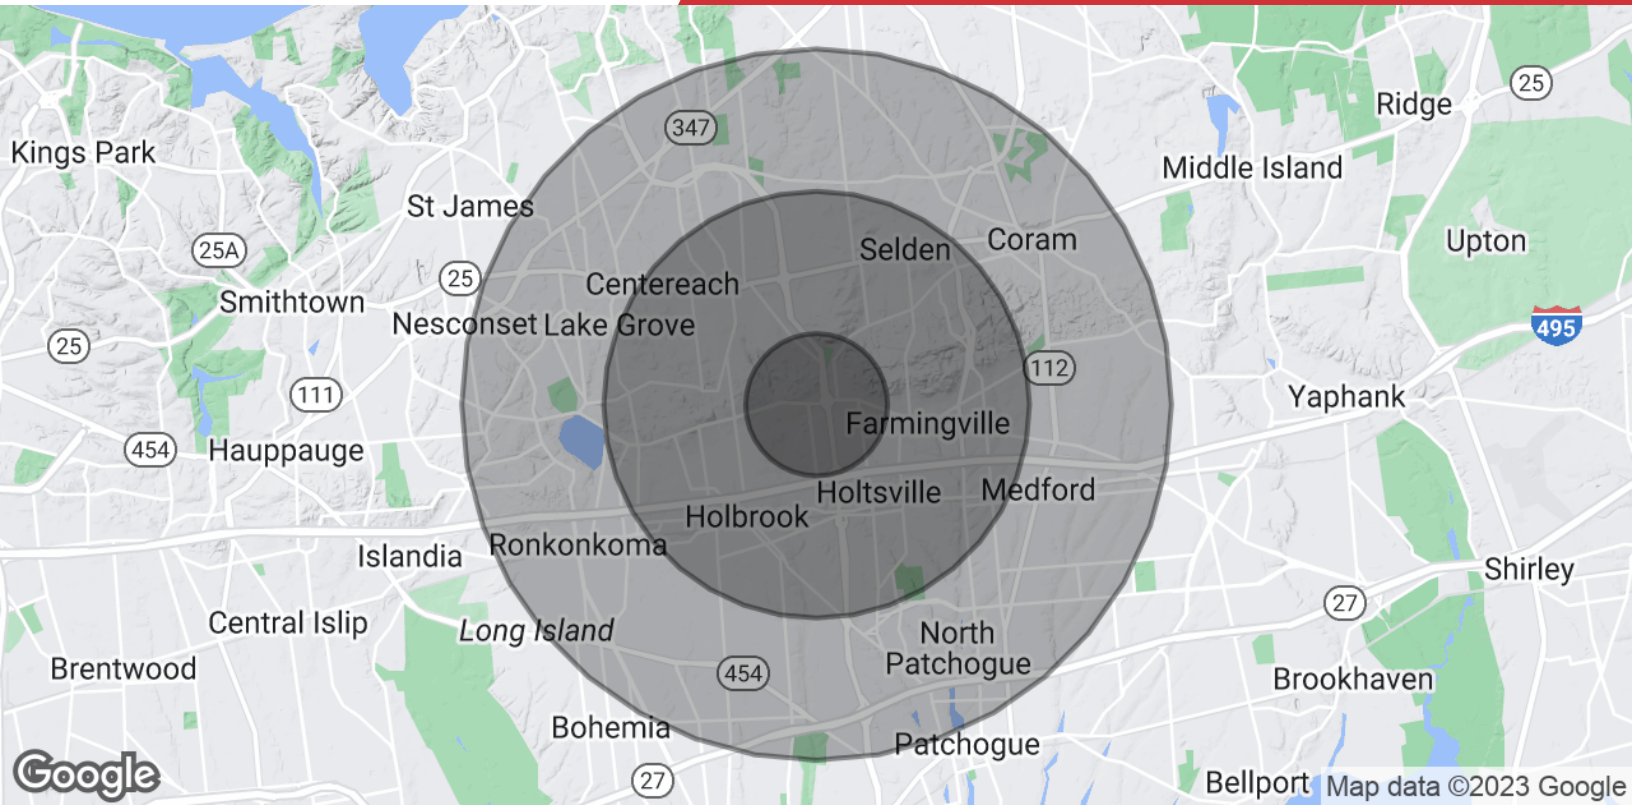 25
Ridge
347
Kings Park
Middle Island
St James
Upton
Coram
Selden
25A
25
Centereach
Smithtown
Nesconset
Lake Grove
495
25
112
111
Yaphank
Farmingville
454
Hauppauge
Holtsville
Medford
Holbrook
Ronkonkoma
Islandia
Shirley
27
Central Islip
Long Island
North
Patchogue
Brentwood
454
Brookhaven
Bohemia
Patchogue
Google
27
Bellport
Map data ©2023 Google